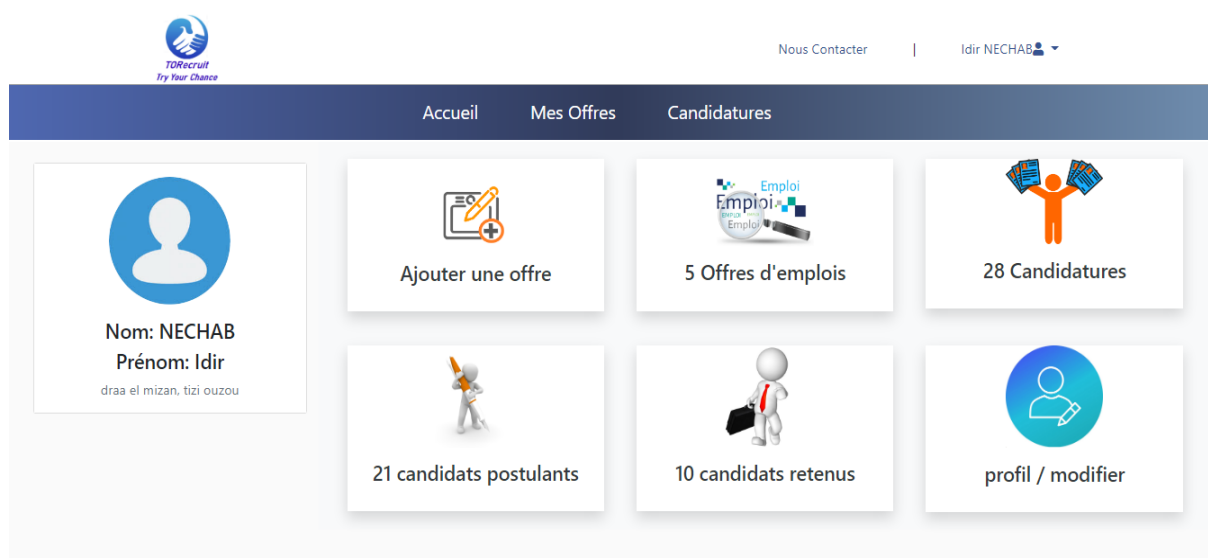 TDRecruit
Try Your Chance
Nous Contacter | Idir NECHAB
Accueil Mes Offres Candidatures
Nom: NECHAB
Prénom: Idir
draa el mizan, tizi ouzou
Emploi
Emploi
Emploi
Ajouter une offre
5 Offres d'emplois
28 Candidatures
21 candidats postulants
10 candidats retenus
profil / modifier